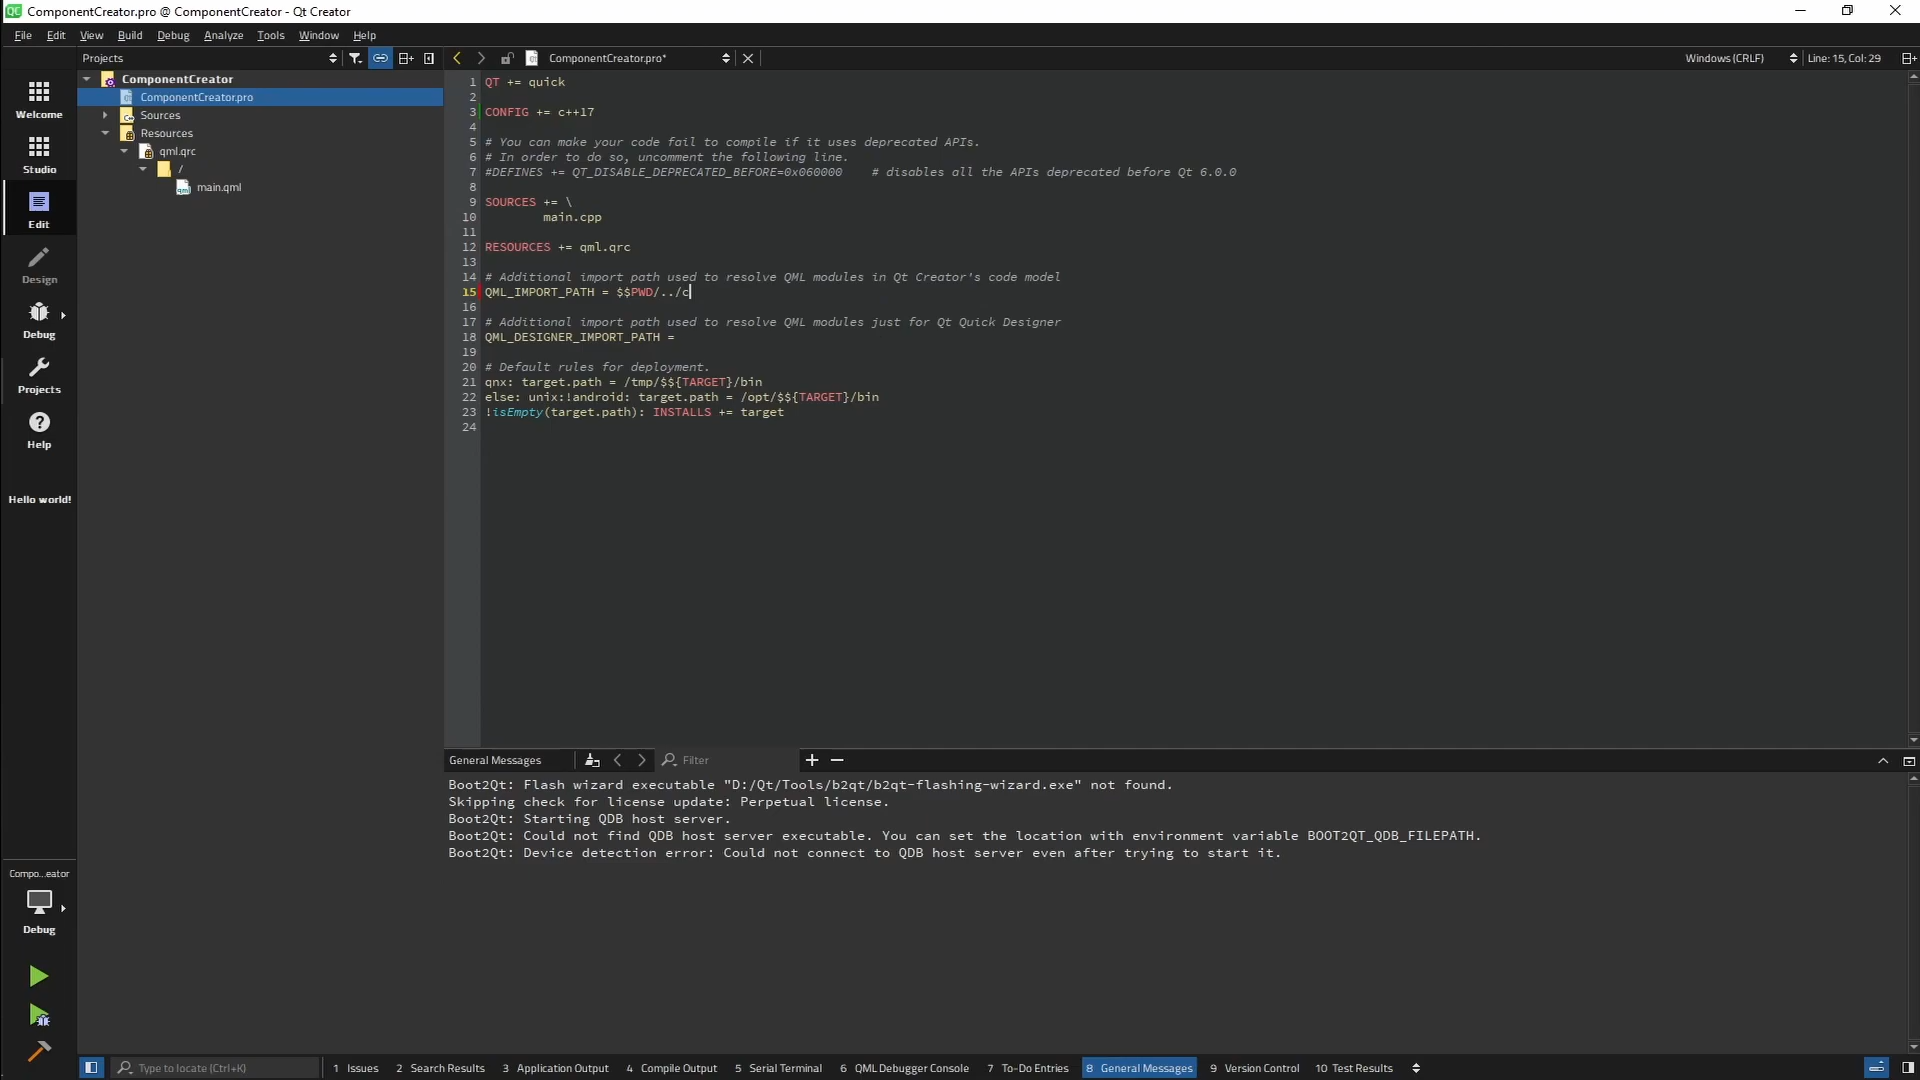 ComponentCreator.pro @ ComponentCreator - Qt Creator
File Edit View Build Debug Analyze Tools Window Help
Projects
ComponentCreator.pro*
Windows (CRLF)
Line: 15, Col: 29
Welcome
Studio
Edit
Design
Debug
Projects
Help
Hello world!
Compo...eator
Debug
ComponentCreator
ComponentCreator.pro
Sources
Resources
qml.qrc
/
main.qml
1 QT += quick
2
3 CONFIG += c++17
4
5 # You can make your code fail to compile if it uses deprecated APIs.
6 # In order to do so, uncomment the following line.
7 #DEFINES += QT_DISABLE_DEPRECATED_BEFORE=0x060000    # disables all the APIs deprecated before Qt 6.0.0
8
9 SOURCES += \
10         main.cpp
11
12 RESOURCES += qml.qrc
13
14 # Additional import path used to resolve QML modules in Qt Creator's code model
15 QML_IMPORT_PATH = $$PWD/../c
16
17 # Additional import path used to resolve QML modules just for Qt Quick Designer
18 QML_DESIGNER_IMPORT_PATH =
19
20 # Default rules for deployment.
21 qnx: target.path = /tmp/$${TARGET}/bin
22 else: unix:!android: target.path = /opt/$${TARGET}/bin
23 !isEmpty(target.path): INSTALLS += target
24
General Messages
Filter
Boot2Qt: Flash wizard executable "D:/Qt/Tools/b2qt/b2qt-flashing-wizard.exe" not found.
Skipping check for license update: Perpetual license.
Boot2Qt: Starting QDB host server.
Boot2Qt: Could not find QDB host server executable. You can set the location with environment variable BOOT2QT_QDB_FILEPATH.
Boot2Qt: Device detection error: Could not connect to QDB host server even after trying to start it.
Type to locate (Ctrl+K)
1 Issues 2 Search Results 3 Application Output 4 Compile Output 5 Serial Terminal 6 QML Debugger Console 7 To-Do Entries 8 General Messages 9 Version Control 10 Test Results